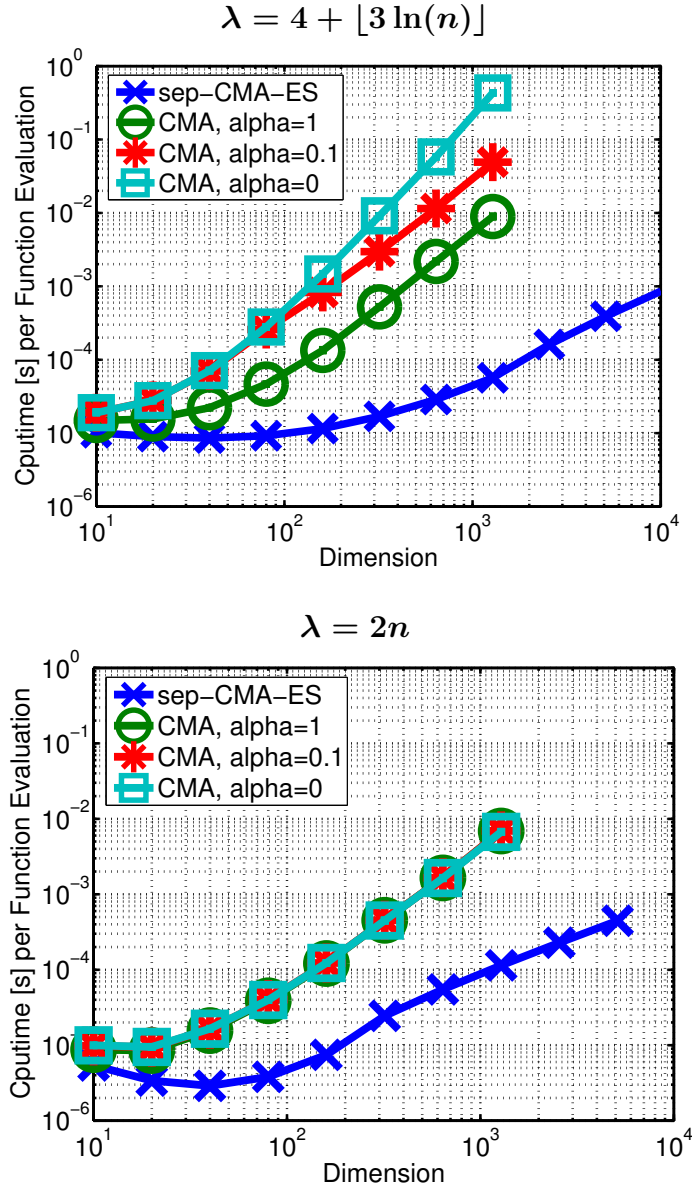 λ = 4 + ⌊3 ln(n)⌋
10^0
10^−1
10^−2
10^−3
10^−4
10^−5
10^−6
Cputime [s] per Function Evaluation
sep−CMA−ES
CMA, alpha=1
CMA, alpha=0.1
CMA, alpha=0
10^1 10^2 10^3 10^4
Dimension
λ = 2n
10^0
10^−1
10^−2
10^−3
10^−4
10^−5
10^−6
Cputime [s] per Function Evaluation
sep−CMA−ES
CMA, alpha=1
CMA, alpha=0.1
CMA, alpha=0
10^1 10^2 10^3 10^4
Dimension